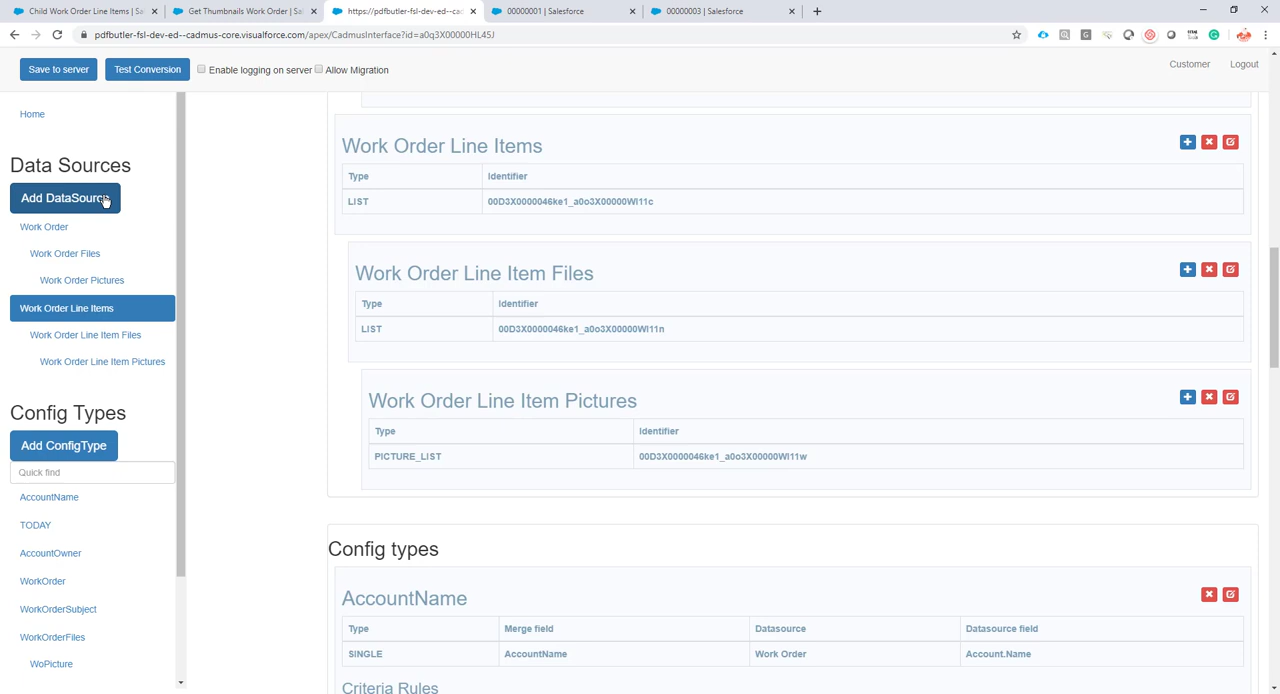 Child Work Order Line Items | Sa
Get Thumbnails Work Order | Sal
https://pdfbutler-fsl-dev-ed--cad
00000001 | Salesforce
00000003 | Salesforce
pdfbutler-fsl-dev-ed--cadmus-core.visualforce.com/apex/CadmusInterface?id=a0q3X00000HL45J
Save to server
Test Conversion
Enable logging on server
Allow Migration
Customer
Logout
Home
Data Sources
Add DataSource
Work Order
Work Order Files
Work Order Pictures
Work Order Line Items
Work Order Line Item Files
Work Order Line Item Pictures
Config Types
Add ConfigType
Quick find
AccountName
TODAY
AccountOwner
WorkOrder
WorkOrderSubject
WorkOrderFiles
WoPicture
Work Order Line Items
Type Identifier
LIST 00D3X0000046ke1_a0o3X00000WI11c
Work Order Line Item Files
Type Identifier
LIST 00D3X0000046ke1_a0o3X00000WI11n
Work Order Line Item Pictures
Type Identifier
PICTURE_LIST 00D3X0000046ke1_a0o3X00000WI11w
Config types
AccountName
Type Merge field Datasource Datasource field
SINGLE AccountName Work Order Account.Name
Criteria Rules